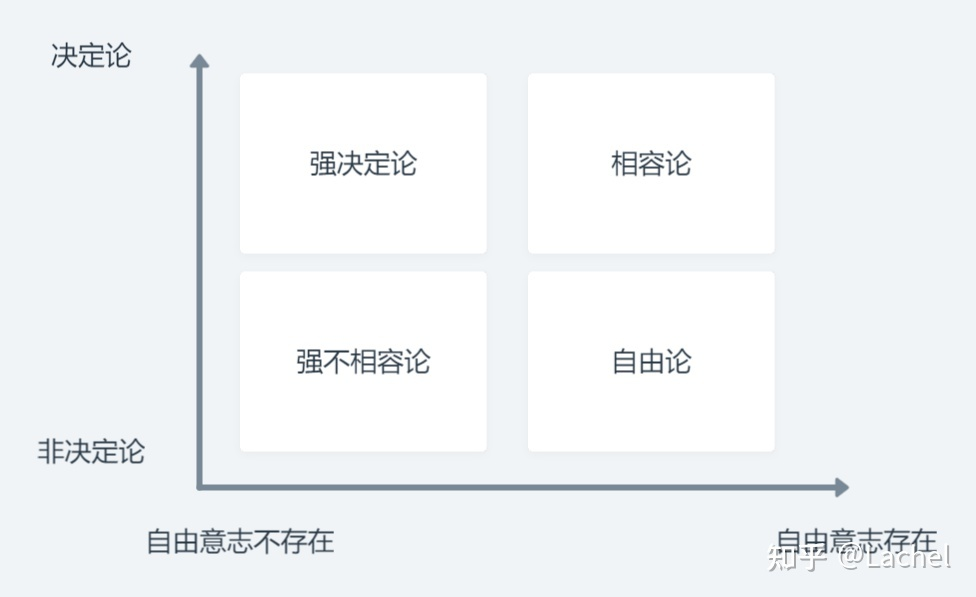 决定论
强决定论
相容论
强不相容论
自由论
非决定论
自由意志不存在
自由意志存在
知乎 @Lachel